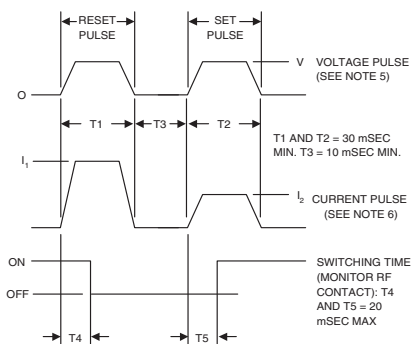 RESET
PULSE
SET
PULSE
V VOLTAGE PULSE
(SEE NOTE 5)
O
T1
T3
T2
T1 AND T2 = 30 mSEC
MIN. T3 = 10 mSEC MIN.
I1
I2 CURRENT PULSE
(SEE NOTE 6)
ON
OFF
SWITCHING TIME
(MONITOR RF
CONTACT): T4
AND T5 = 20
mSEC MAX
T4
T5